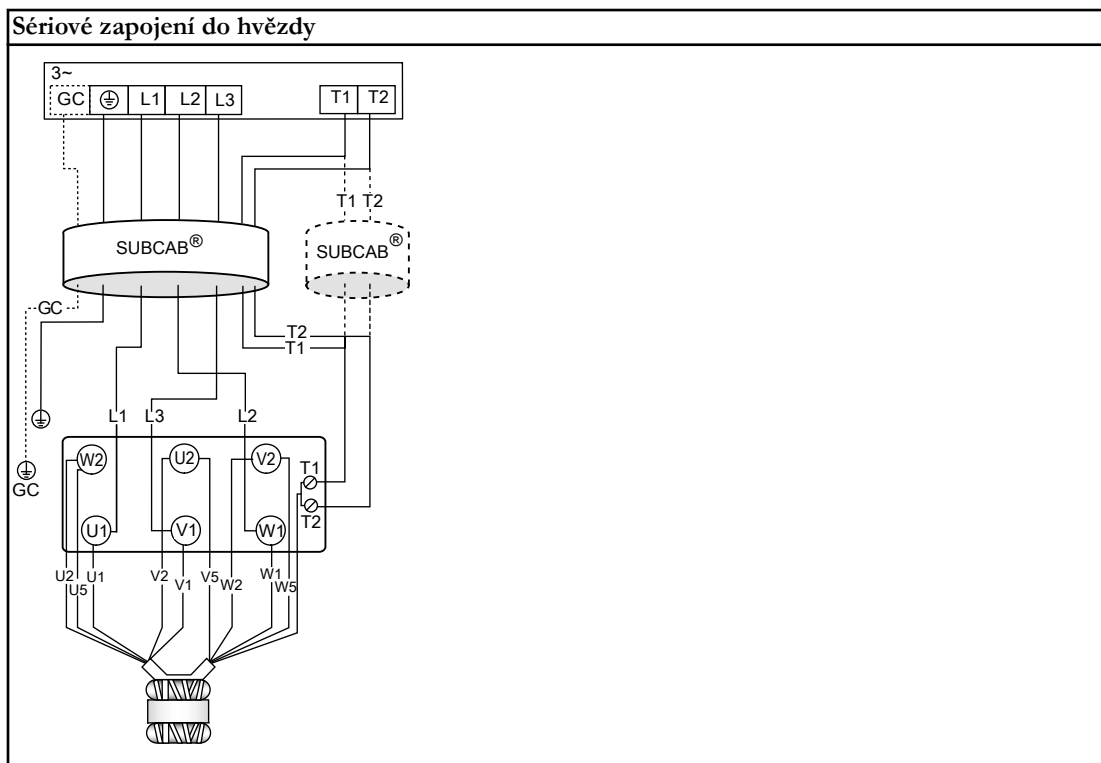 Sériové zapojení do hvězdy
3~
GC L1 L2 L3 T1 T2
T1 T2
SUBCAB® SUBCAB®
GC
T2
T1
L1 L3 L2
W2 U2 V2 T1
GC
U1 V1 W1 T2
U2 U5 U1 V2 V1 V5 W2 W1 W5